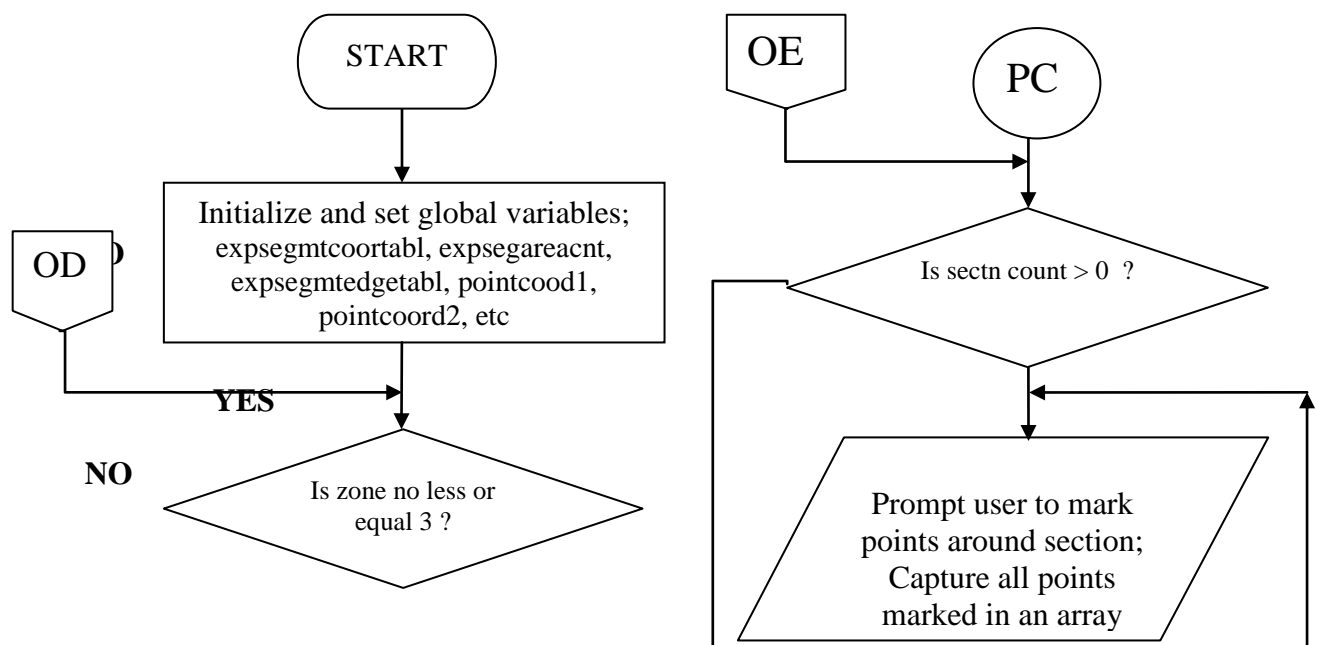 START
Initialize and set global variables;
expsegmtcoortabl, expsegareacnt,
expsegmtedgetabl, pointcood1,
pointcoord2, etc
OD
YES
NO
Is zone no less or
equal 3 ?
OE
PC
Is sectn count > 0 ?
Prompt user to mark
points around section;
Capture all points
marked in an array